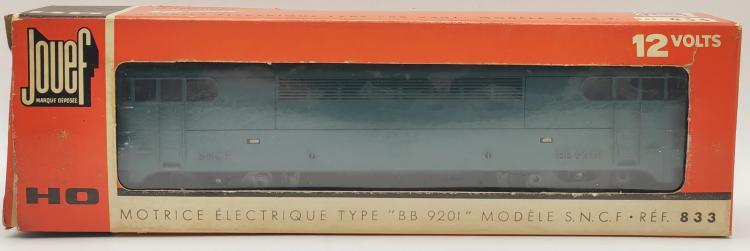 Jouef
MARQUE DÉPOSÉE
12 VOLTS
SNCF
HO
MOTRICE ÉLECTRIQUE TYPE "BB 9201" MODÈLE S.N.C.F • RÉF. 833